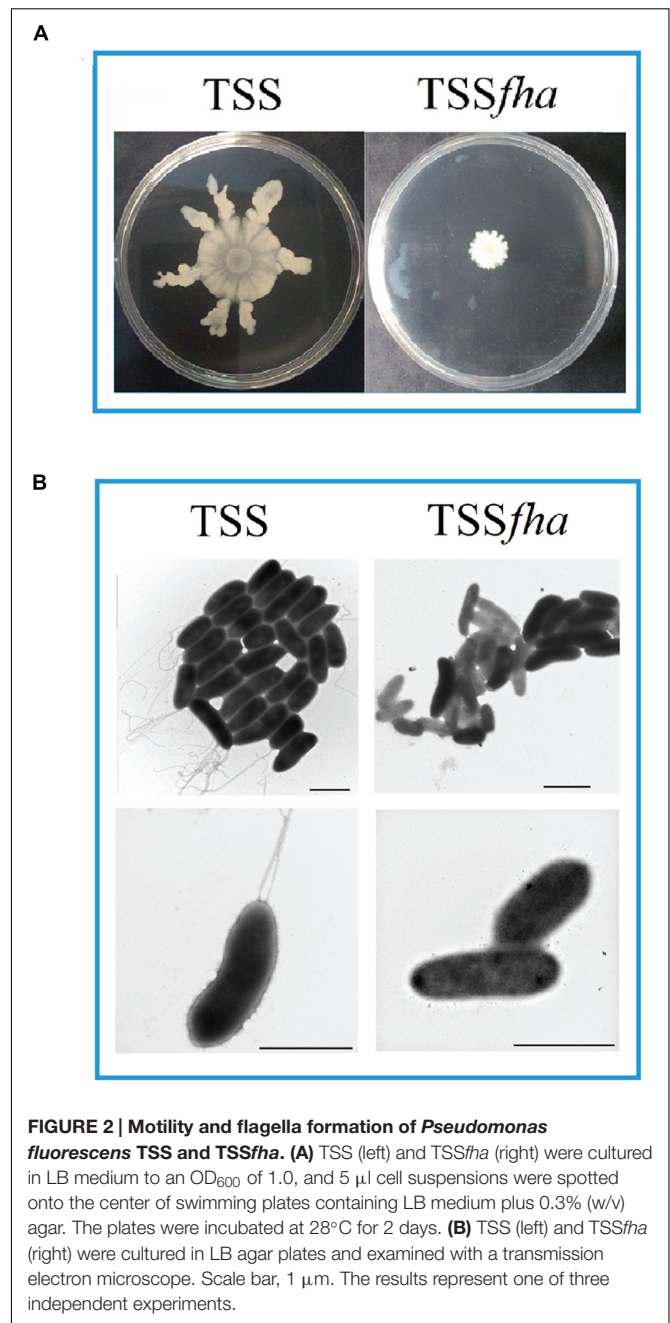 A
TSS TSSfha
B
TSS TSSfha
FIGURE 2 | Motility and flagella formation of Pseudomonas
fluorescens TSS and TSSfha. (A) TSS (left) and TSSfha (right) were cultured
in LB medium to an OD600 of 1.0, and 5 μl cell suspensions were spotted
onto the center of swimming plates containing LB medium plus 0.3% (w/v)
agar. The plates were incubated at 28°C for 2 days. (B) TSS (left) and TSSfha
(right) were cultured in LB agar plates and examined with a transmission
electron microscope. Scale bar, 1 μm. The results represent one of three
independent experiments.